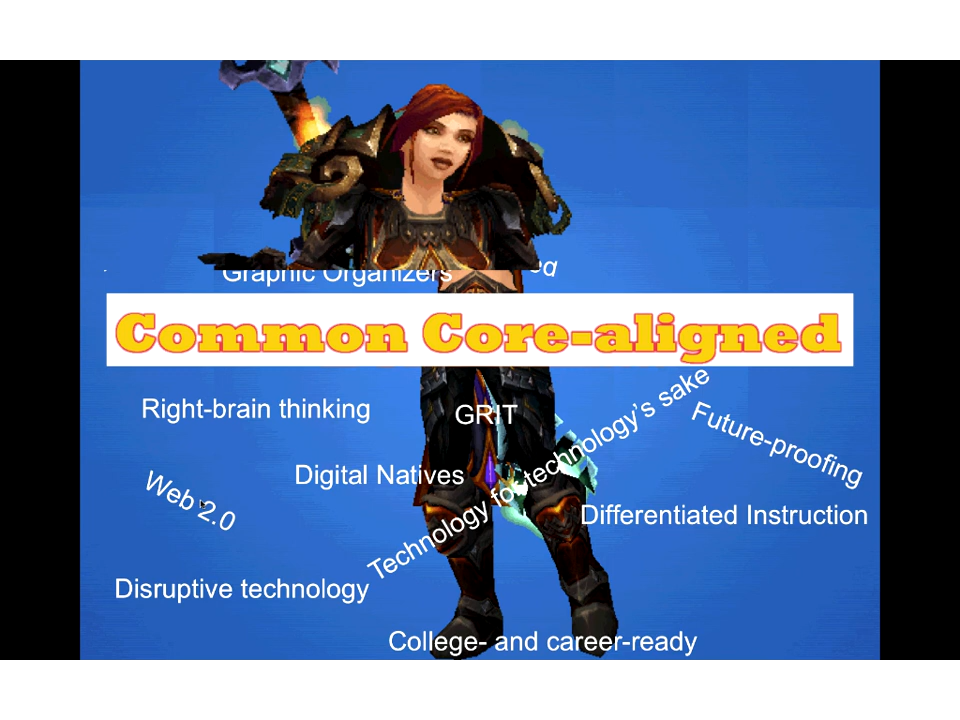 Graphic Organizers
Common Core-aligned
Right-brain thinking
GRIT
Technology for technology's sake
Future-proofing
Digital Natives
Web 2.0
Differentiated Instruction
Disruptive technology
College- and career-ready